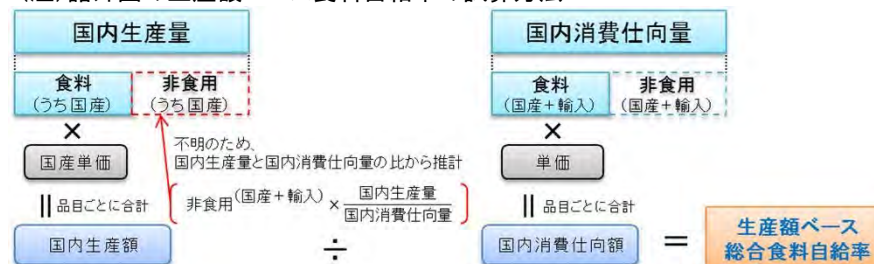 国内生産量
国内消費仕向量
食料
(うち国産)
非食用
(うち国産)
食料
(国産+輸入)
非食用
(国産+輸入)
×
×
国産単価
不明のため、
国内生産量と国内消費仕向量の比から推計
単価
|| 品目ごとに合計
非食用(国産+輸入) × 国内生産量
国内消費仕向量
|| 品目ごとに合計
国内生産額
÷
国内消費仕向額
=
生産額ベース
総合食料自給率